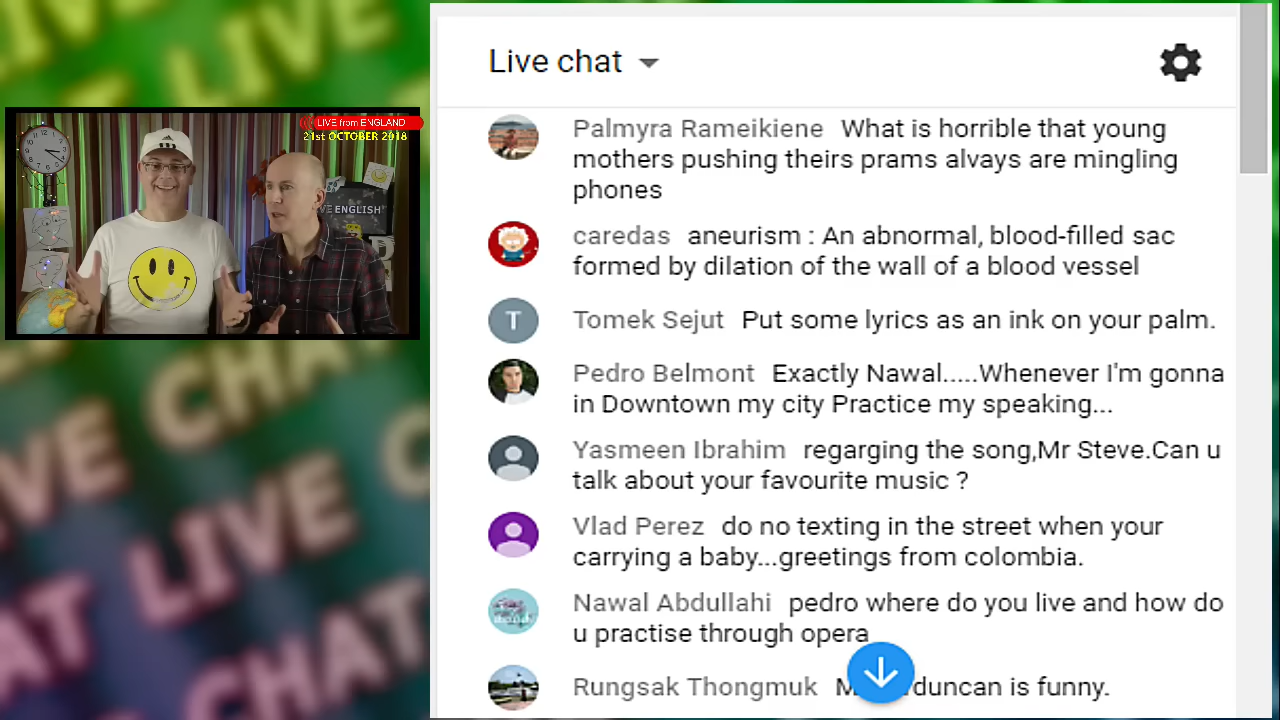 LIVE from ENGLAND
21st OCTOBER 2018
LIVE ENGLISH
Live chat
Palmyra Rameikiene What is horrible that young
mothers pushing theirs prams alvays are mingling
phones
caredas aneurism : An abnormal, blood-filled sac
formed by dilation of the wall of a blood vessel
T
Tomek Sejut Put some lyrics as an ink on your palm.
Pedro Belmont Exactly Nawal.....Whenever I'm gonna
in Downtown my city Practice my speaking...
Yasmeen Ibrahim regarging the song,Mr Steve.Can u
talk about your favourite music ?
Vlad Perez do no texting in the street when your
carrying a baby...greetings from colombia.
Nawal Abdullahi pedro where do you live and how do
u practise through opera
Rungsak Thongmuk duncan is funny.
LIVE
LIVE
CHAT
LIVE
CHAT